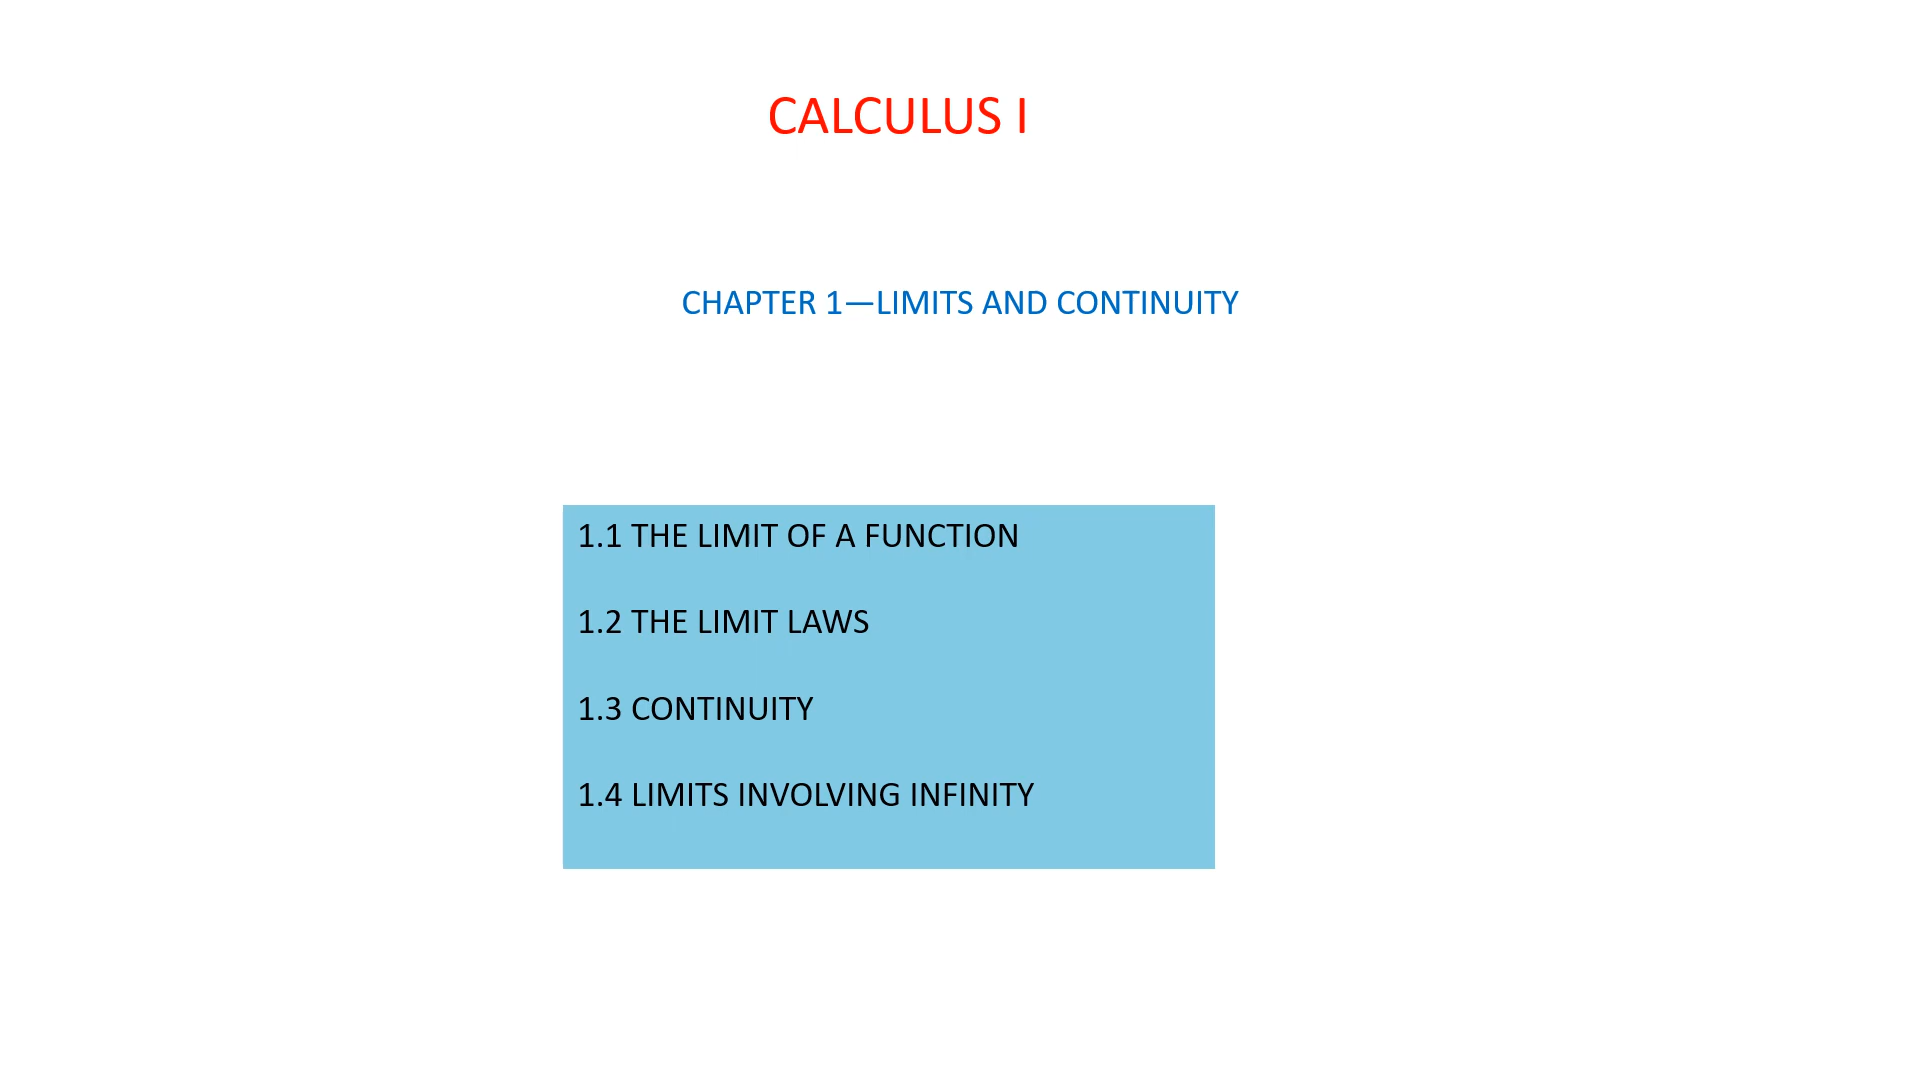 CALCULUS I
CHAPTER 1—LIMITS AND CONTINUITY
1.1 THE LIMIT OF A FUNCTION
1.2 THE LIMIT LAWS
1.3 CONTINUITY
1.4 LIMITS INVOLVING INFINITY